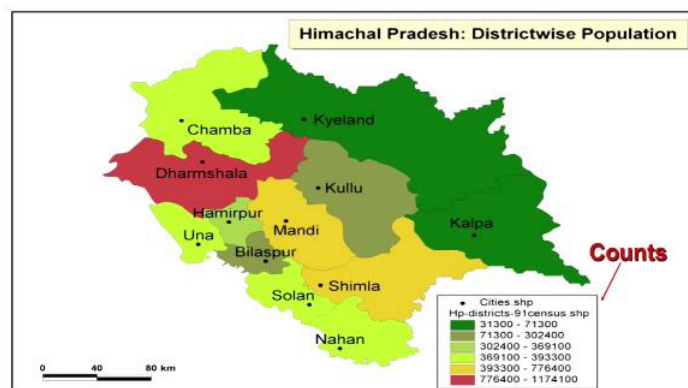 Himachal Pradesh: Districtwise Population
Kyeland
Chamba
Dharmshala
Kullu
Hamirpur
Kalpa
Mandi
Una
Bilaspur
Counts
Shimla
Solan
Nahan
Cities.shp
Hp-districts-91census.shp
31300 - 71300
71300 - 302400
302400 - 369100
369100 - 393300
393300 - 776400
776400 - 1174100
40 0 40 80 km